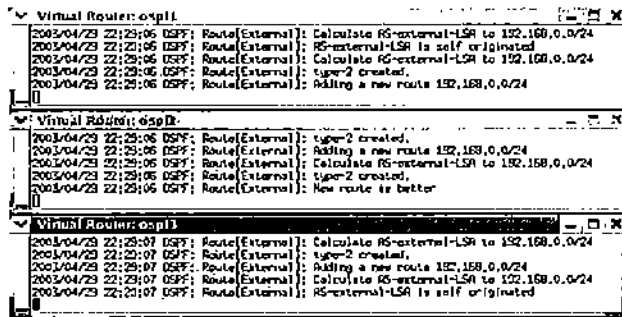 Virtual Router: ospf1
2003/04/29 22:29:06 OSPF: Route[External]: Calculate AS-external-LSA to 192.168.0.0/24
2003/04/29 22:29:06 OSPF: Route[External]: AS-external-LSA is self originated
2003/04/29 22:29:06 OSPF: Route[External]: Calculate AS-external-LSA to 192.168.0.0/24
2003/04/29 22:29:06 OSPF: Route[External]: type-2 created.
2003/04/29 22:29:06 OSPF: Route[External]: Adding a new route 192.168.0.0/24
Virtual Router: ospf2
2003/04/29 22:29:06 OSPF: Route[External]: type-2 created.
2003/04/29 22:29:06 OSPF: Route[External]: Adding a new route 192.168.0.0/24
2003/04/29 22:29:06 OSPF: Route[External]: Calculate AS-external-LSA to 192.168.0.0/24
2003/04/29 22:29:06 OSPF: Route[External]: type-2 created.
2003/04/29 22:29:06 OSPF: Route[External]: New route is better
Virtual Router: ospf3
2003/04/29 22:29:07 OSPF: Route[External]: Calculate AS-external-LSA to 192.168.0.0/24
2003/04/29 22:29:07 OSPF: Route[External]: type-2 created.
2003/04/29 22:29:07 OSPF: Route[External]: Adding a new route 192.168.0.0/24
2003/04/29 22:29:07 OSPF: Route[External]: Calculate AS-external-LSA to 192.168.0.0/24
2003/04/29 22:29:07 OSPF: Route[External]: AS-external-LSA is self originated